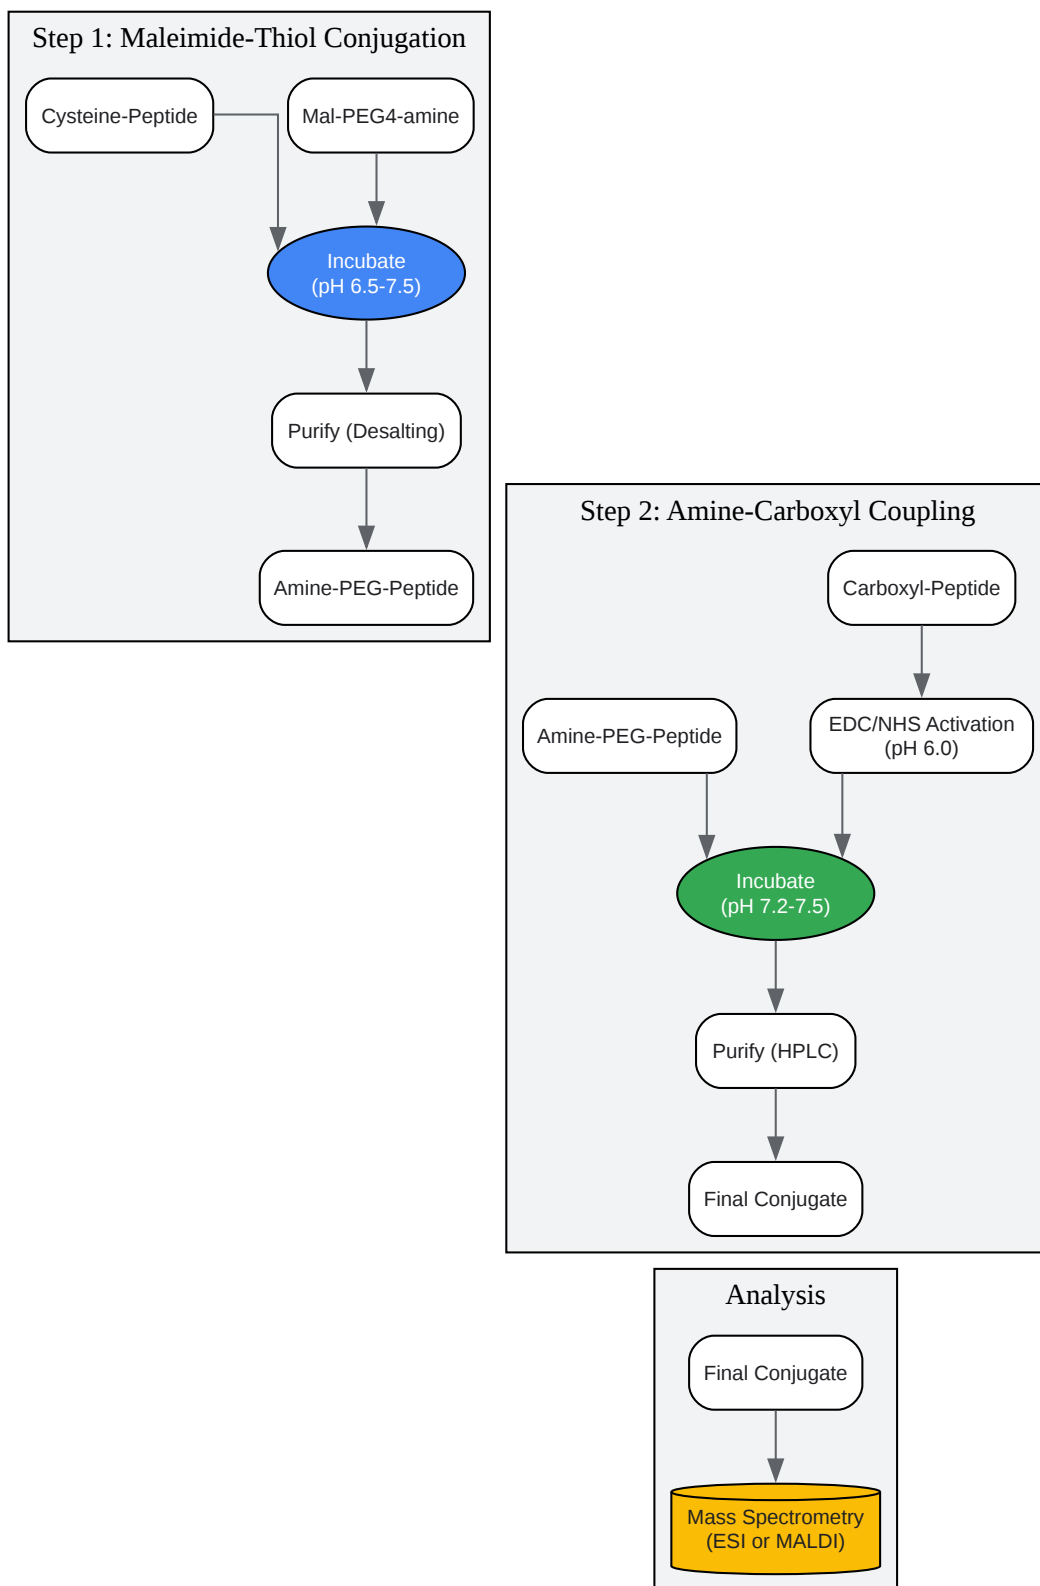 Step 1: Maleimide-Thiol Conjugation
Cysteine-Peptide
Mal-PEG4-amine
Incubate
(pH 6.5-7.5)
Purify (Desalting)
Amine-PEG-Peptide
Step 2: Amine-Carboxyl Coupling
Carboxyl-Peptide
Amine-PEG-Peptide
EDC/NHS Activation
(pH 6.0)
Incubate
(pH 7.2-7.5)
Purify (HPLC)
Final Conjugate
Analysis
Final Conjugate
Mass Spectrometry
(ESI or MALDI)